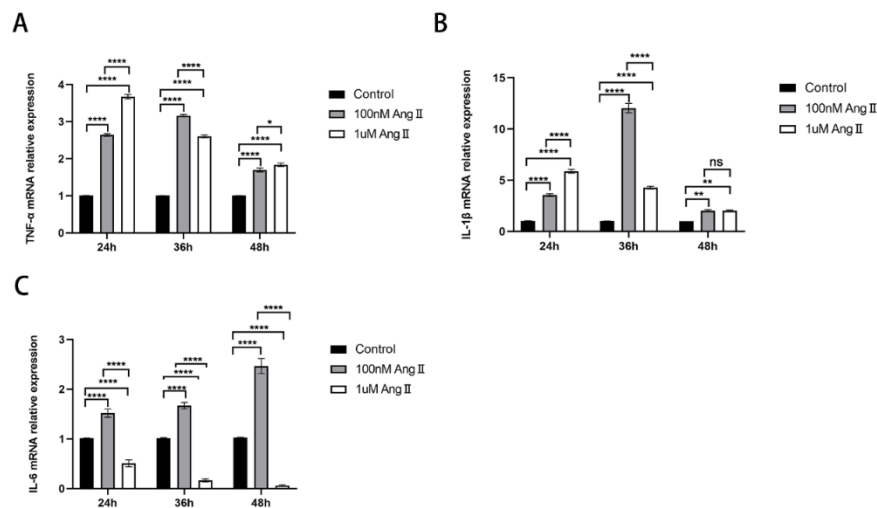 A
TNF-α mRNA relative expression
4
3
2
1
0
**** **** ****
**** **** ****
**** **** *
24h 36h 48h
Control
100nM Ang Ⅱ
1uM Ang Ⅱ
B
IL-1β mRNA relative expression
15
10
5
0
**** **** ****
**** **** ****
** ** ns
24h 36h 48h
Control
100nM Ang Ⅱ
1uM Ang Ⅱ
C
IL-6 mRNA relative expression
3
2
1
0
**** **** ****
**** **** ****
**** **** ****
24h 36h 48h
Control
100nM Ang Ⅱ
1uM Ang Ⅱ